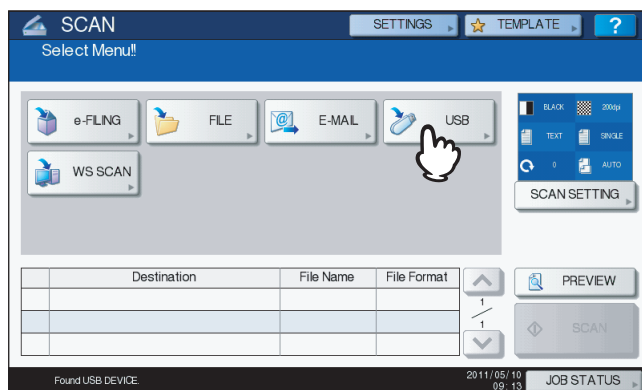 SCAN
SETTINGS
TEMPLATE
?
Select Menu!!
e-FILING
FILE
E-MAIL
USB
WS SCAN
BLACK
200dpi
TEXT
SINGLE
0
AUTO
SCAN SETTING
Destination
File Name
File Format
1
1
PREVIEW
SCAN
Found USB DEVICE.
2011/05/10
09:13
JOB STATUS